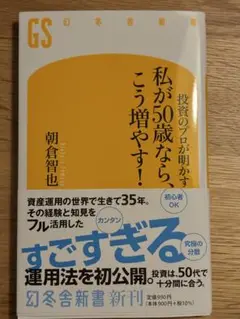 GS幻冬舎新書
投資のプロが明かす
私が50歳なら、
こう増やす!
朝倉智也
資産運用の世界で生きて35年。
その経験と知見を
フル活用した
初心者
OK
カンタン
すごすぎる
究極の
分散
運用法を初公開。
投資は、50代で
十分間に合う。
幻冬舎新書 新刊